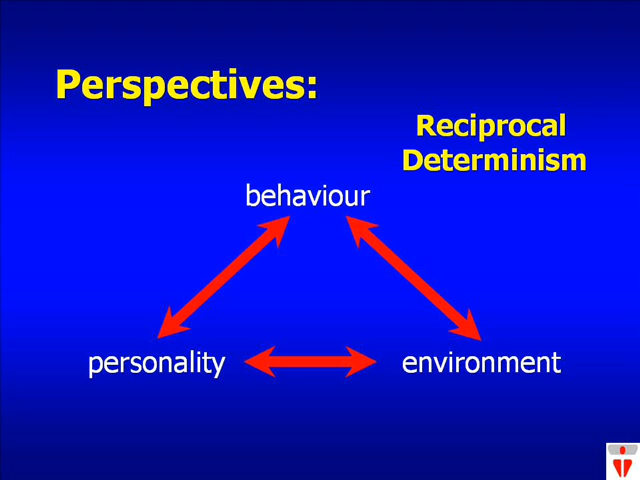 Perspectives:
Reciprocal
Determinism
behaviour
personality
environment